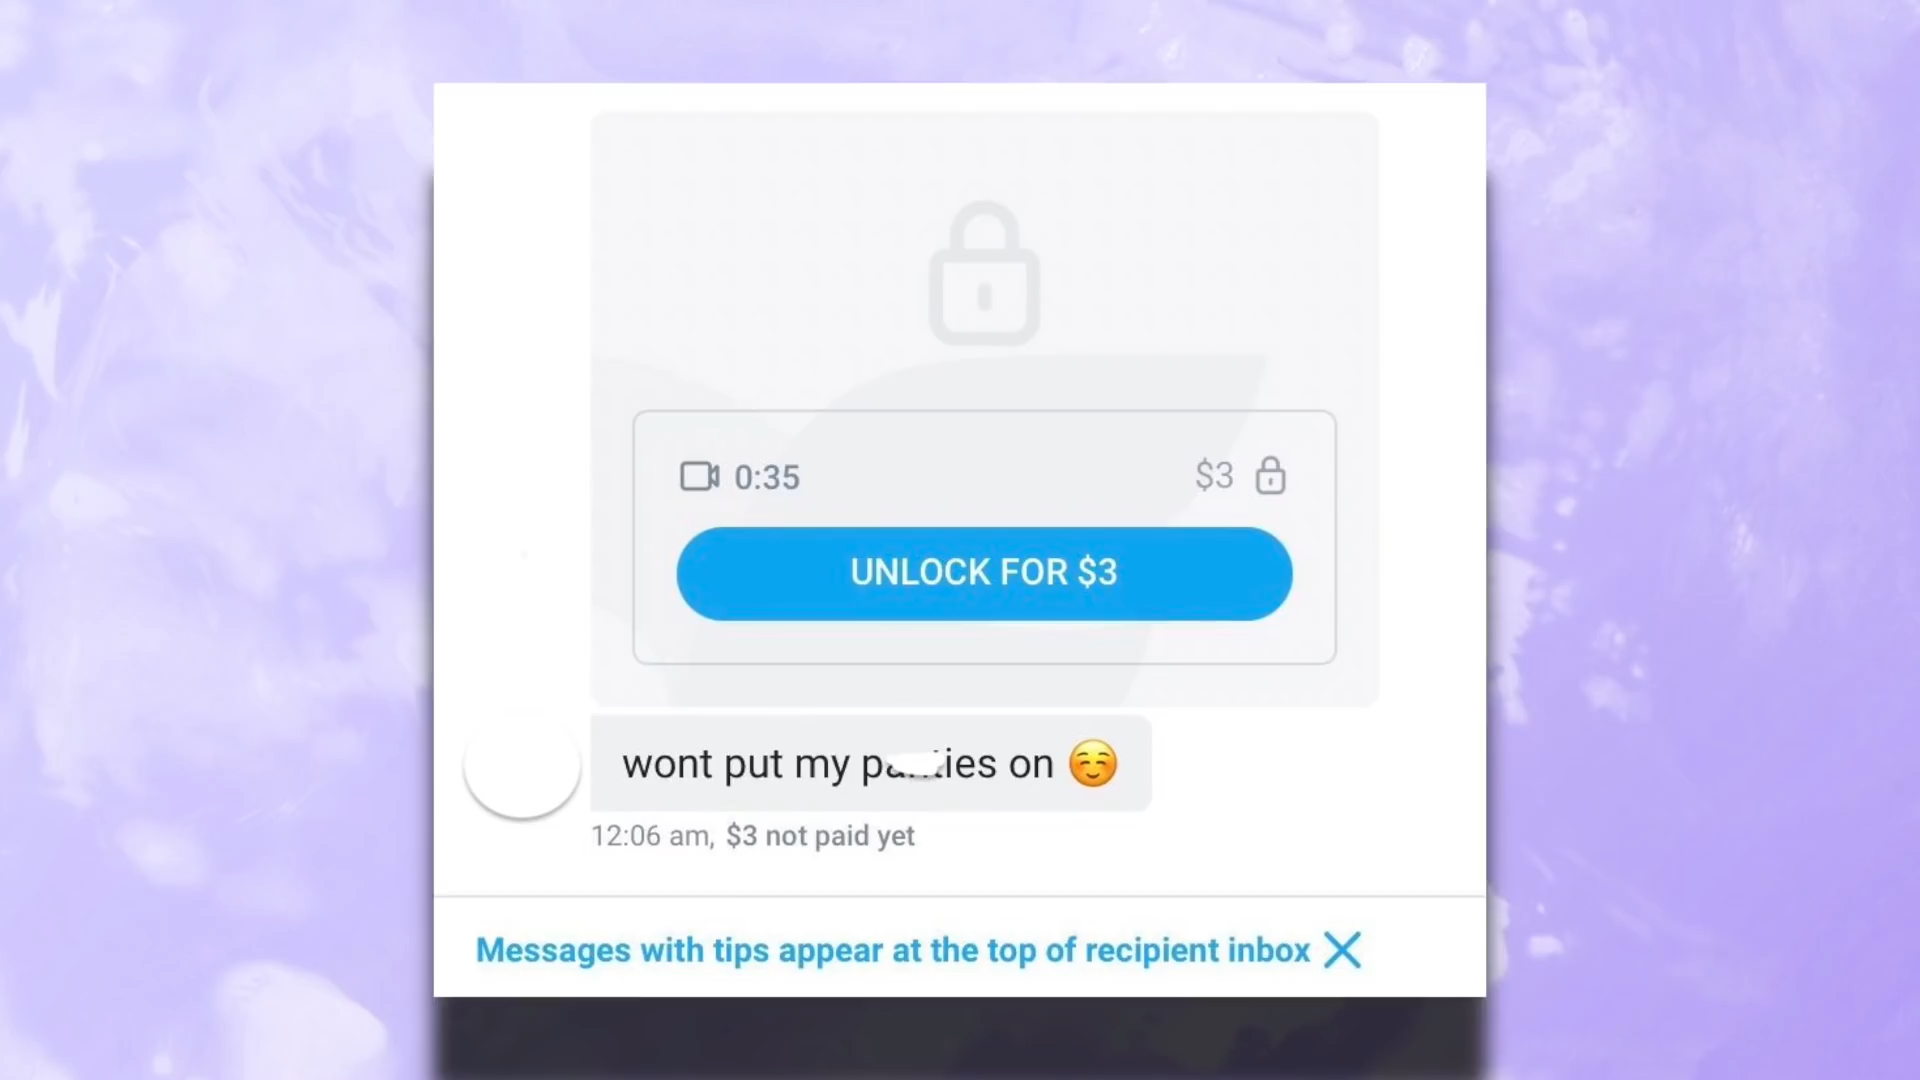 0:35 $3
UNLOCK FOR $3
wont put my panties on ☺️
12:06 am, $3 not paid yet
Messages with tips appear at the top of recipient inbox